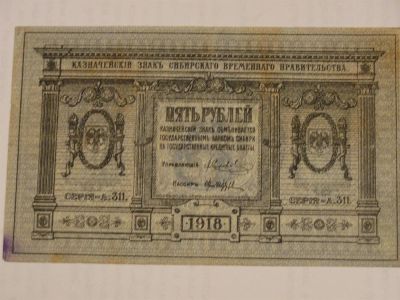 КАЗНАЧЕЙСКІЙ ЗНАКЪ СИБИРСКАГО ВРЕМЕННАГО ПРАВИТЕЛЬСТВА.
ПЯТЬ РУБЛЕЙ
КАЗНАЧЕЙСКІЙ ЗНАКЪ ОБМѢНИВАЕТСЯ
ГОСУДАРСТВЕННЫМЪ БАНКОМЪ СИБИРИ
НА ГОСУДАРСТВЕННЫЕ КРЕДИТНЫЕ БИЛЕТЫ.
УПРАВЛЯЮЩІЙ
КАССИРЪ
СЕРІЯ-А.311.
СЕРІЯ-А.311.
1918